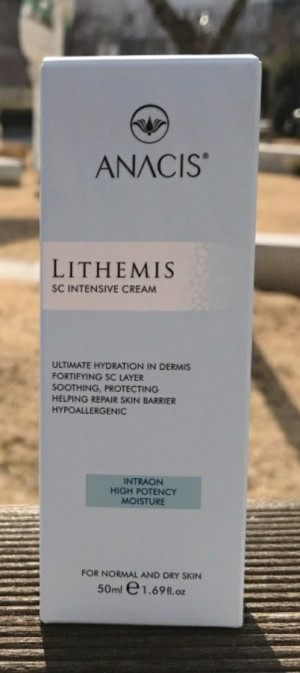 ANACIS®
LITHEMIS
SC INTENSIVE CREAM
ULTIMATE HYDRATION IN DERMIS
FORTIFYING SC LAYER
SOOTHING, PROTECTING
HELPING REPAIR SKIN BARRIER
HYPOALLERGENIC
INTRAON
HIGH POTENCY
MOISTURE
FOR NORMAL AND DRY SKIN
50ml ℮ 1.69fl.oz